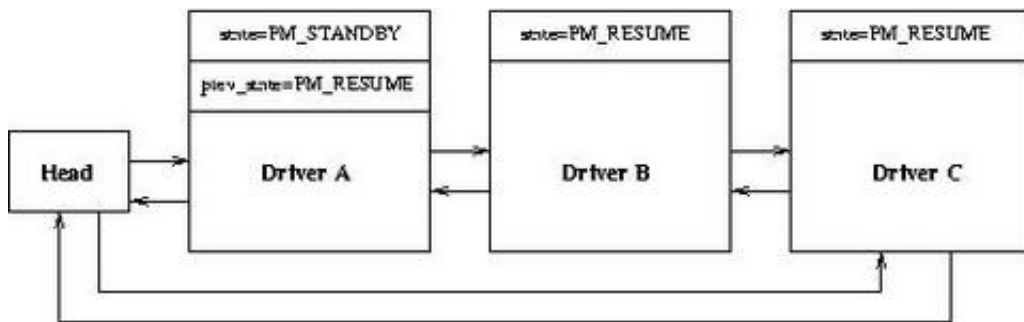 state=PM_STANDBY
state=PM_RESUME
state=PM_RESUME
prev_state=PM_RESUME
Head
Driver A
Driver B
Driver C